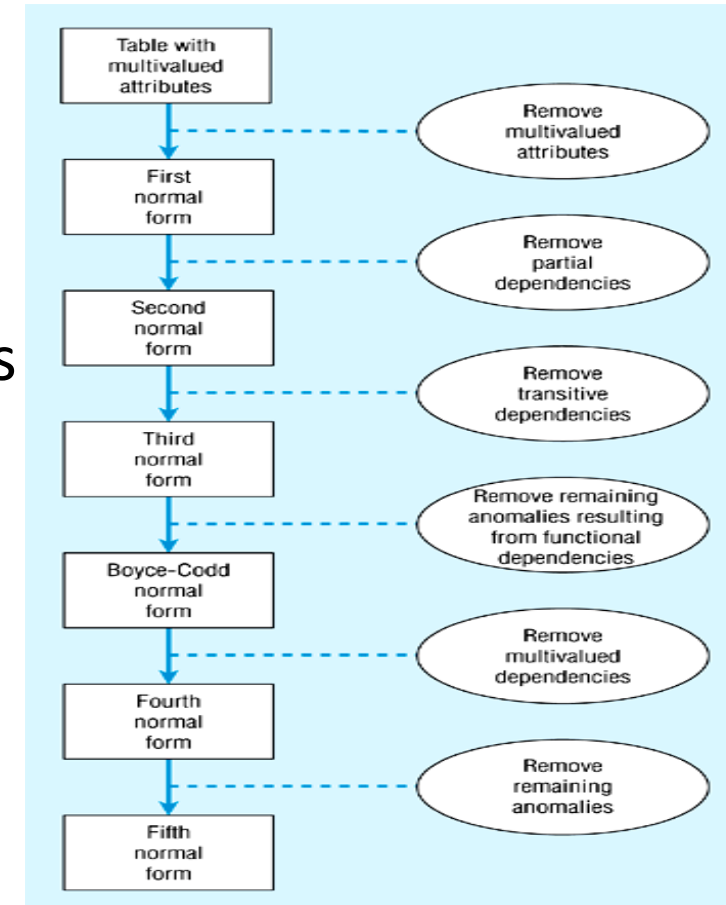 Table with
multivalued
attributes
Remove
multivalued
attributes
First
normal
form
Remove
partial
dependencies
Second
normal
form
s
Remove
transitive
dependencies
Third
normal
form
Remove remaining
anomalies resulting
from functional
dependencies
Boyce-Codd
normal
form
Remove
multivalued
dependencies
Fourth
normal
form
Remove
remaining
anomalies
Fifth
normal
form